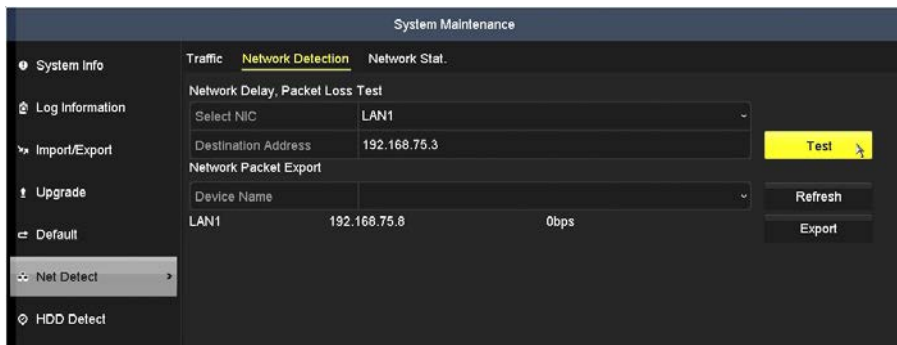 System Maintenance
System Info
Log Information
Import/Export
Upgrade
Default
Net Detect
HDD Detect
Traffic Network Detection Network Stat.
Network Delay, Packet Loss Test
Select NIC LAN1
Destination Address 192.168.75.3 Test
Network Packet Export
Device Name Refresh
LAN1 192.168.75.8 0bps Export